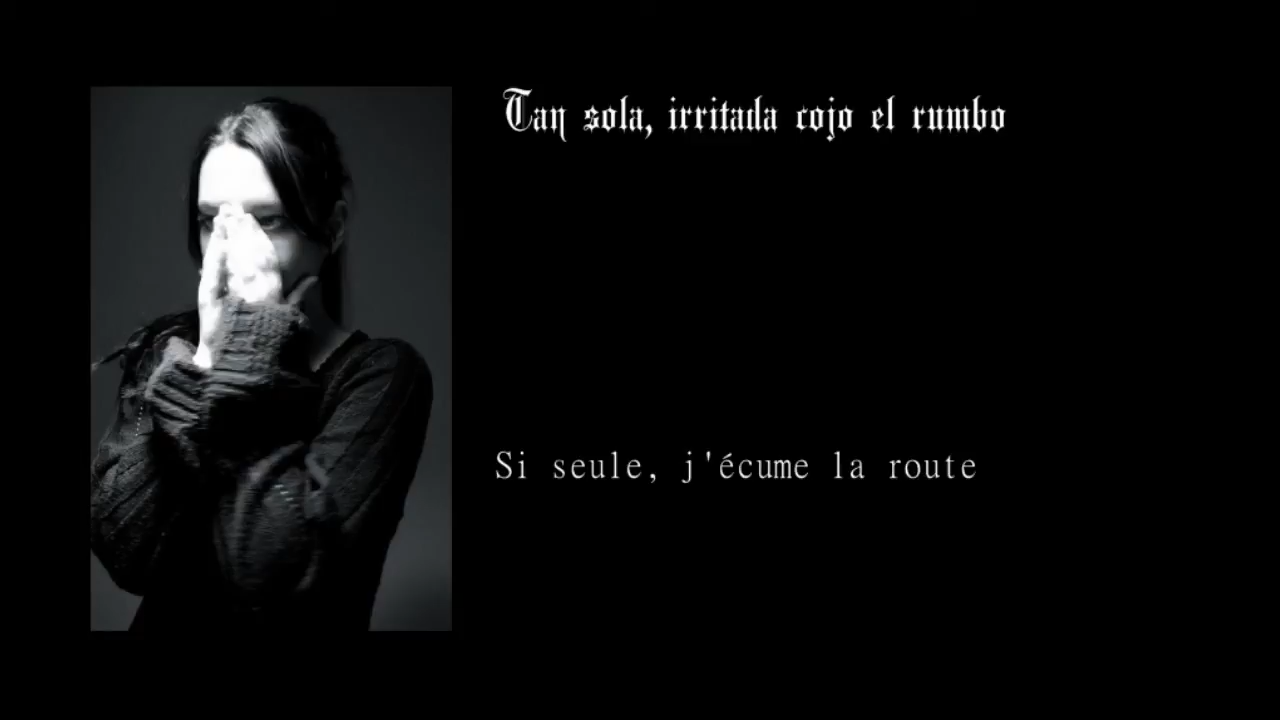 Tan sola, irritada cojo el rumbo
Si seule, j'écume la route